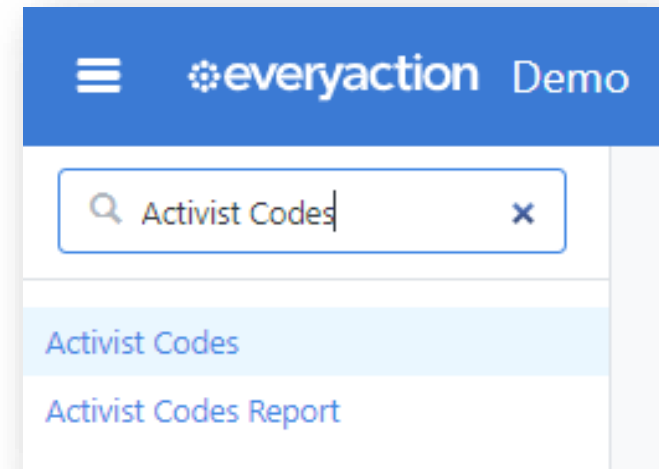 everyaction Demo
Activist Codes
Activist Codes
Activist Codes Report